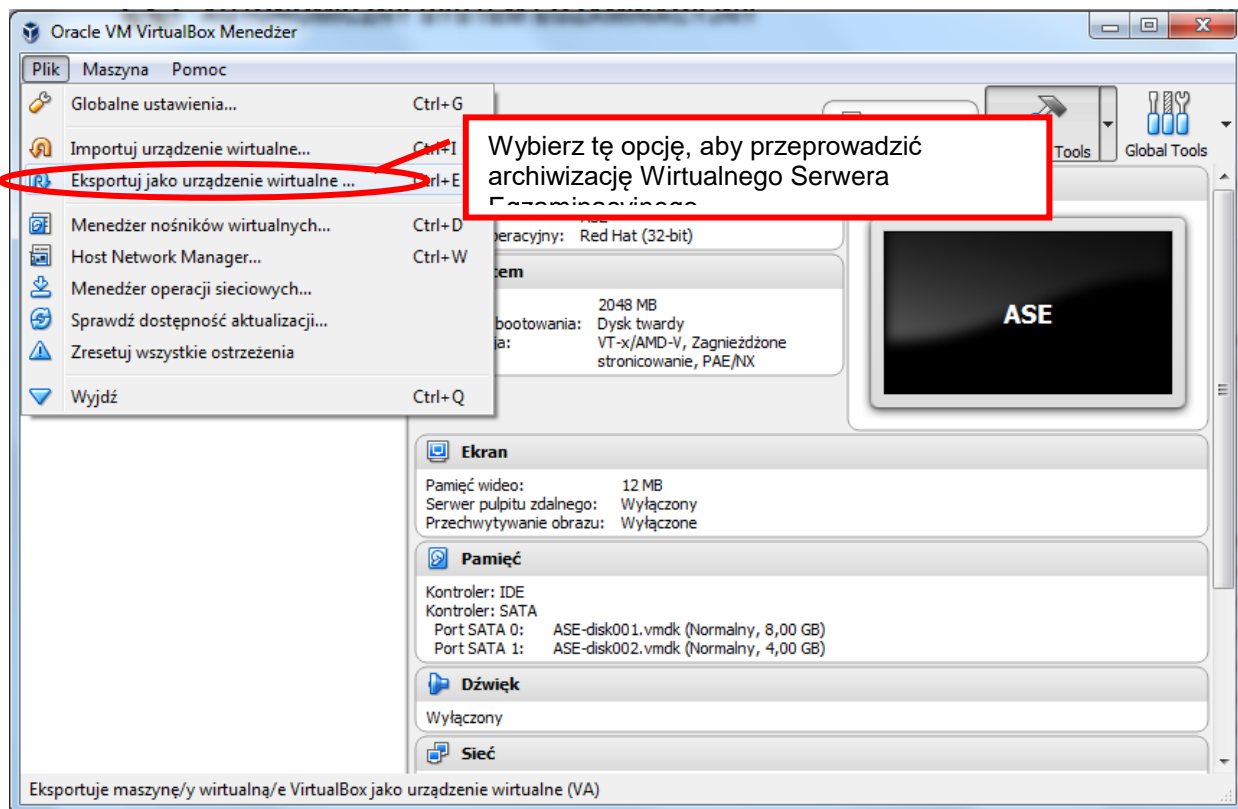 Oracle VM VirtualBox Menedżer
Plik Maszyna Pomoc
Globalne ustawienia... Ctrl+G
Importuj urządzenie wirtualne... Ctrl+I
Eksportuj jako urządzenie wirtualne ... Ctrl+E
Menedżer nośników wirtualnych... Ctrl+D
Host Network Manager... Ctrl+W
Menedżer operacji sieciowych...
Sprawdź dostępność aktualizacji...
Zresetuj wszystkie ostrzeżenia
Wyjdź Ctrl+Q
Wybierz tę opcję, aby przeprowadzić
archiwizację Wirtualnego Serwera
Tools
Global Tools
Red Hat (32-bit)
2048 MB
bootowania: Dysk twardy
VT-x/AMD-V, Zagnieżdżone
stronicowanie, PAE/NX
ASE
Ekran
Pamięć wideo: 12 MB
Serwer pulpitu zdalnego: Wyłączony
Przechwytywanie obrazu: Wyłączone
Pamięć
Kontroler: IDE
Kontroler: SATA
Port SATA 0: ASE-disk001.vmdk (Normalny, 8,00 GB)
Port SATA 1: ASE-disk002.vmdk (Normalny, 4,00 GB)
Dźwięk
Wyłączony
Sieć
Eksportuje maszynę/y wirtualną/e VirtualBox jako urządzenie wirtualne (VA)